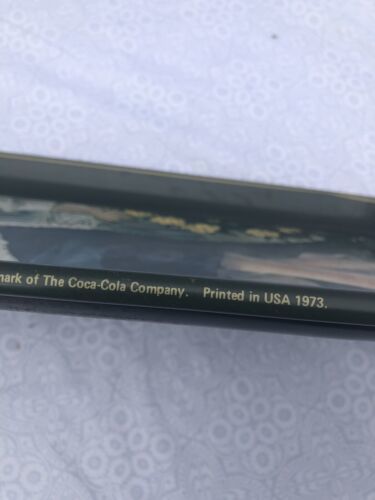 mark of The Coca-Cola Company. Printed in USA 1973.